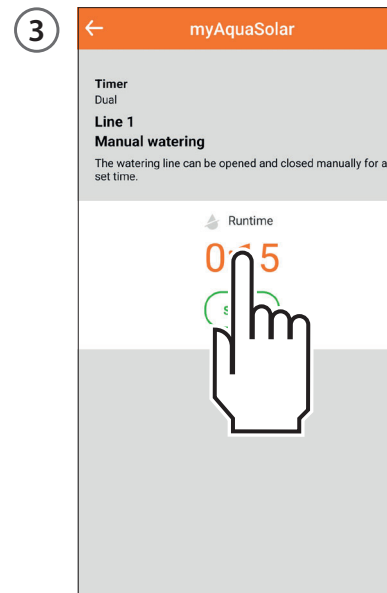 3
myAquaSolar
Timer
Dual
Line 1
Manual watering
The watering line can be opened and closed manually for a
set time.
Runtime